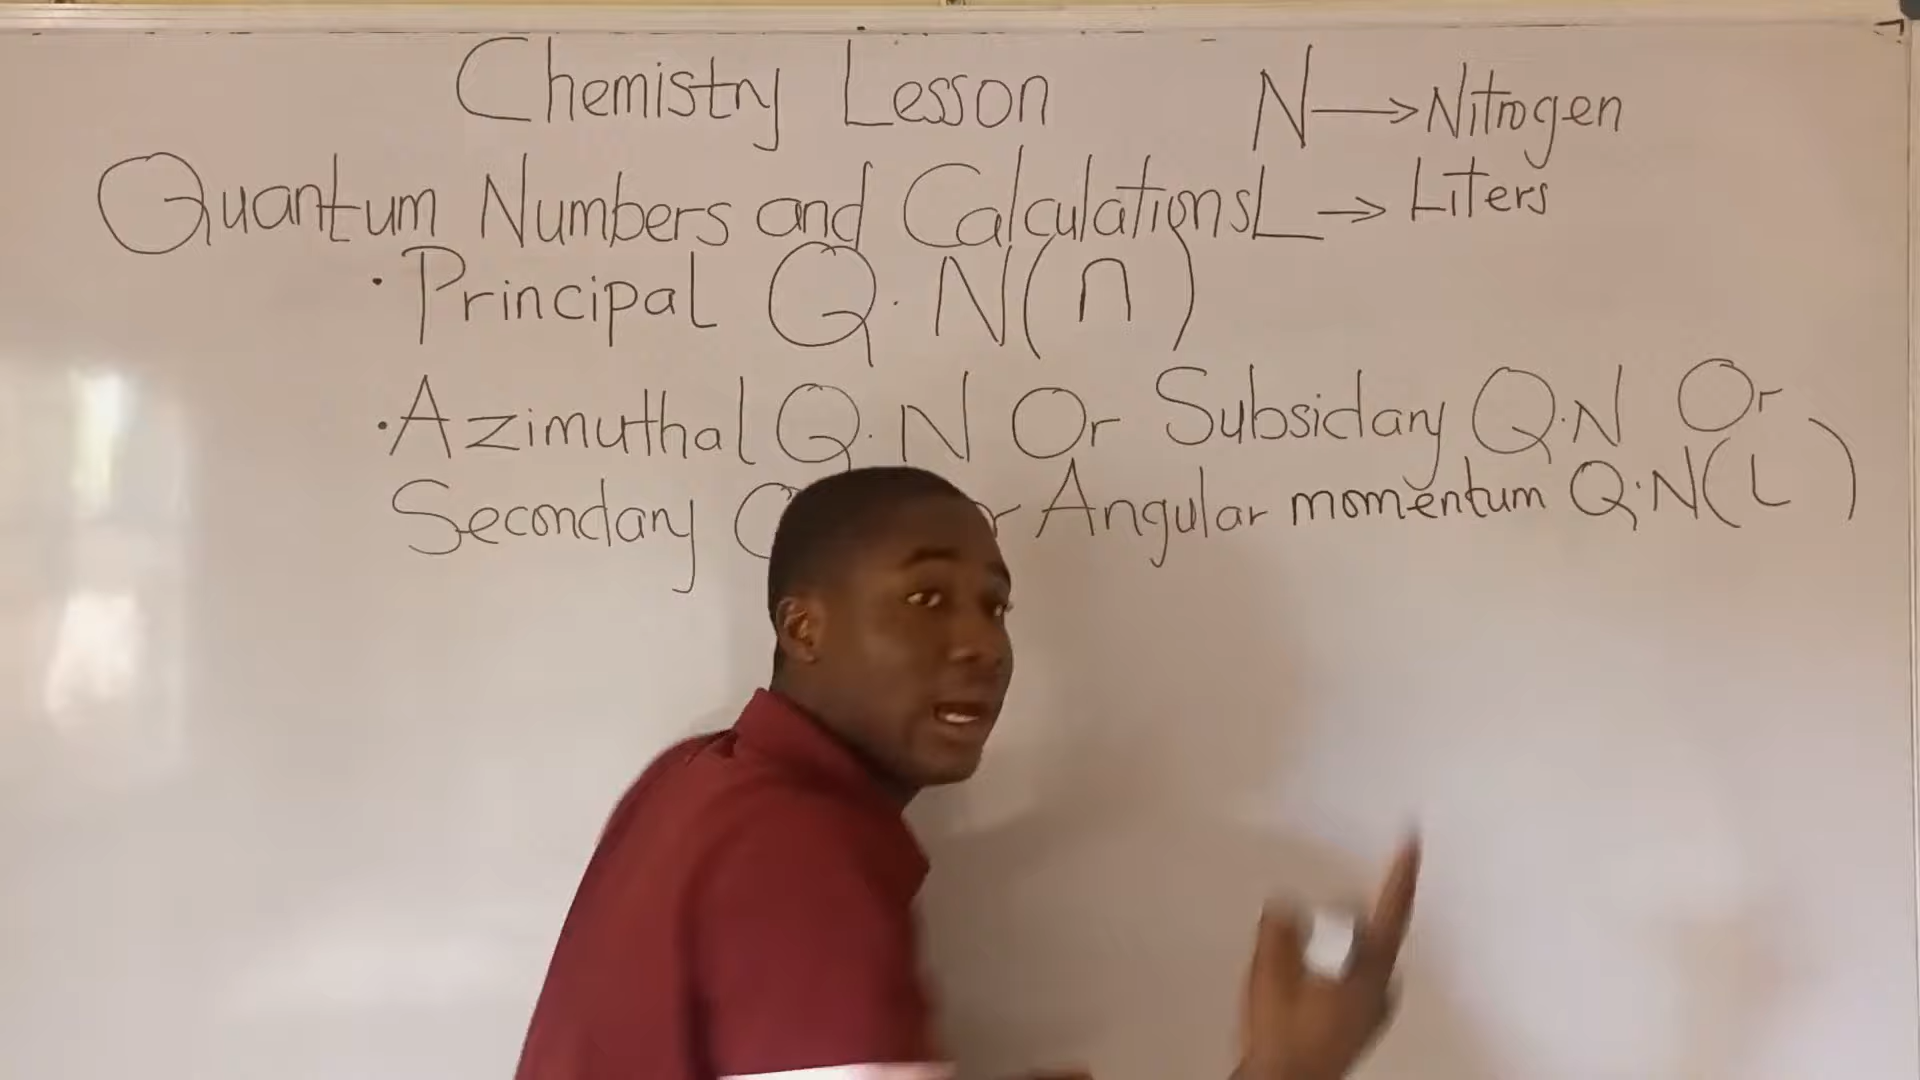 Chemistry Lesson
N→Nitrogen
Quantum Numbers and Calculations
L→Liters
·Principal Q.N(n)
·Azimuthal Q.N Or Subsidary Q.N Or
Secondary Angular momentum Q.N(L)